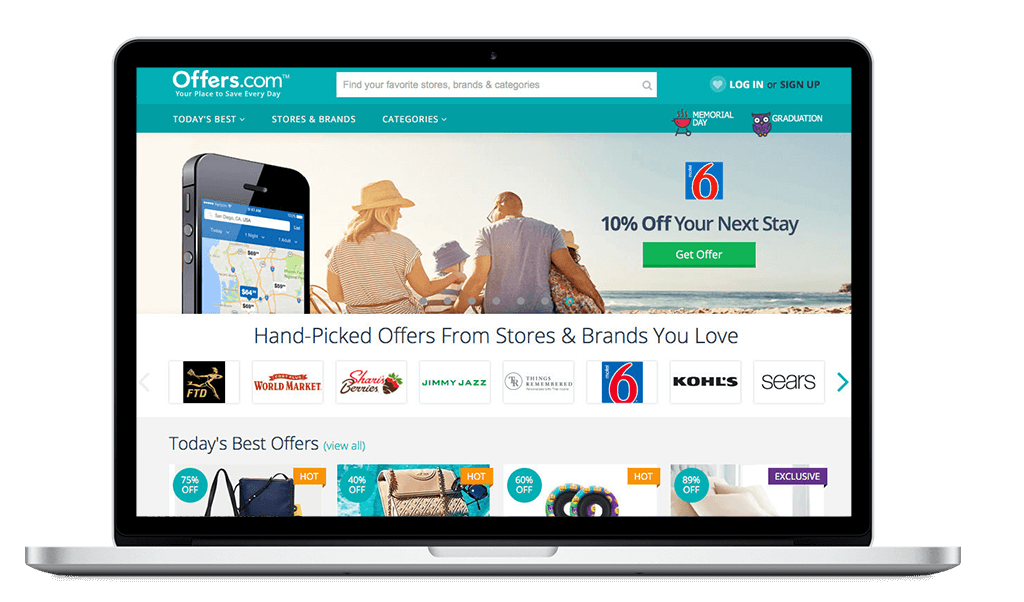 Offers.com™
Your Place to Save Every Day
Find your favorite stores, brands & categories
LOG IN or SIGN UP
TODAY'S BEST
STORES & BRANDS
CATEGORIES
MEMORIAL
DAY
GRADUATION
San Diego, CA, USA
List
Today
1 Night
1 Adult
$69
$64
$69
motel
6
10% Off Your Next Stay
Get Offer
Hand-Picked Offers From Stores & Brands You Love
FTD
COST PLUS
WORLD MARKET
Shari's
Berries
JIMMY JAZZ
TR
THINGS
REMEMBERED
motel
6
KOHL'S
sears
Today's Best Offers (view all)
75%
OFF
HOT
40%
OFF
HOT
60%
OFF
HOT
89%
OFF
EXCLUSIVE